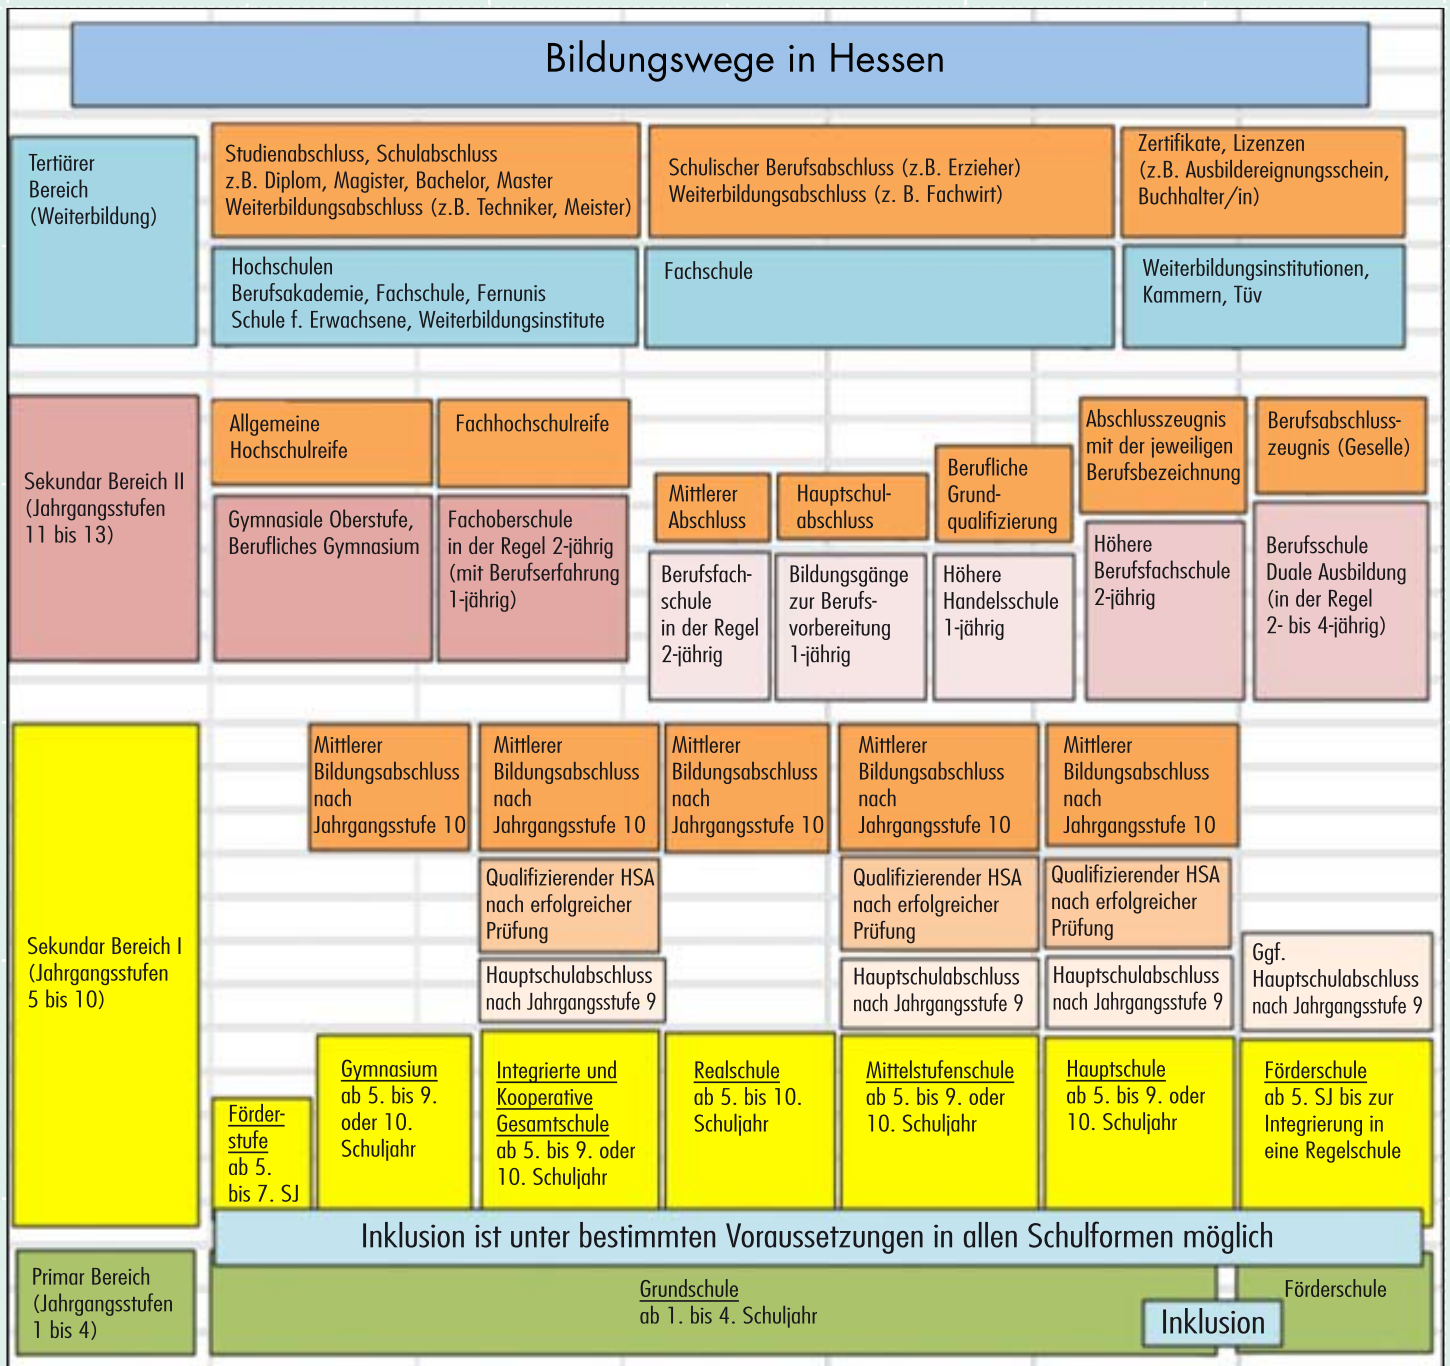 Bildungswege in Hessen
Tertiärer
Bereich
(Weiterbildung)
Studienabschluss, Schulabschluss
z.B. Diplom, Magister, Bachelor, Master
Weiterbildungsabschluss (z.B. Techniker, Meister)
Schulischer Berufsabschluss (z.B. Erzieher)
Weiterbildungsabschluss (z. B. Fachwirt)
Zertifikate, Lizenzen
(z.B. Ausbildereignungsschein,
Buchhalter/in)
Hochschulen
Berufsakademie, Fachschule, Fernunis
Schule f. Erwachsene, Weiterbildungsinstitute
Fachschule
Weiterbildungsinstitutionen,
Kammern, Tüv
Sekundar Bereich II
(Jahrgangsstufen
11 bis 13)
Allgemeine
Hochschulreife
Fachhochschulreife
Mittlerer
Abschluss
Hauptschul-
abschluss
Berufliche
Grund-
qualifizierung
Abschlusszeugnis
mit der jeweiligen
Berufsbezeichnung
Berufsabschluss-
zeugnis (Geselle)
Gymnasiale Oberstufe,
Berufliches Gymnasium
Fachoberschule
in der Regel 2-jährig
(mit Berufserfahrung
1-jährig)
Berufsfach-
schule
in der Regel
2-jährig
Bildungsgänge
zur Berufs-
vorbereitung
1-jährig
Höhere
Handelsschule
1-jährig
Höhere
Berufsfachschule
2-jährig
Berufsschule
Duale Ausbildung
(in der Regel
2- bis 4-jährig)
Sekundar Bereich I
(Jahrgangsstufen
5 bis 10)
Mittlerer
Bildungsabschluss
nach
Jahrgangsstufe 10
Mittlerer
Bildungsabschluss
nach
Jahrgangsstufe 10
Mittlerer
Bildungsabschluss
nach
Jahrgangsstufe 10
Mittlerer
Bildungsabschluss
nach
Jahrgangsstufe 10
Mittlerer
Bildungsabschluss
nach
Jahrgangsstufe 10
Qualifizierender HSA
nach erfolgreicher
Prüfung
Qualifizierender HSA
nach erfolgreicher
Prüfung
Qualifizierender HSA
nach erfolgreicher
Prüfung
Hauptschulabschluss
nach Jahrgangsstufe 9
Hauptschulabschluss
nach Jahrgangsstufe 9
Hauptschulabschluss
nach Jahrgangsstufe 9
Ggf.
Hauptschulabschluss
nach Jahrgangsstufe 9
Förder-
stufe
ab 5.
bis 7. SJ
Gymnasium
ab 5. bis 9.
oder 10.
Schuljahr
Integrierte und
Kooperative
Gesamtschule
ab 5. bis 9. oder
10. Schuljahr
Realschule
ab 5. bis 10.
Schuljahr
Mittelstufenschule
ab 5. bis 9. oder
10. Schuljahr
Hauptschule
ab 5. bis 9. oder
10. Schuljahr
Förderschule
ab 5. SJ bis zur
Integrierung in
eine Regelschule
Inklusion ist unter bestimmten Voraussetzungen in allen Schulformen möglich
Primar Bereich
(Jahrgangsstufen
1 bis 4)
Grundschule
ab 1. bis 4. Schuljahr
Inklusion
Förderschule